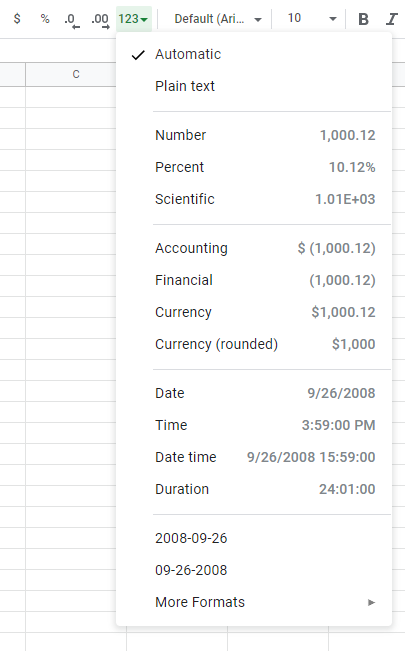 $ % .0 .00 123 Default (Ari... 10 B I
C
Automatic
Plain text
Number 1,000.12
Percent 10.12%
Scientific 1.01E+03
Accounting $ (1,000.12)
Financial (1,000.12)
Currency $1,000.12
Currency (rounded) $1,000
Date 9/26/2008
Time 3:59:00 PM
Date time 9/26/2008 15:59:00
Duration 24:01:00
2008-09-26
09-26-2008
More Formats